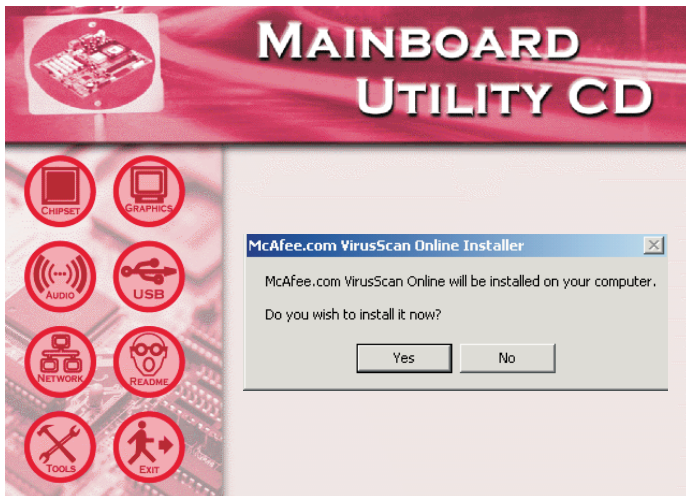 MAINBOARD
UTILITY CD
CHIPSET
GRAPHICS
AUDIO
USB
NETWORK
README
TOOLS
EXIT
McAfee.com VirusScan Online Installer
McAfee.com VirusScan Online will be installed on your computer.
Do you wish to install it now?
Yes
No